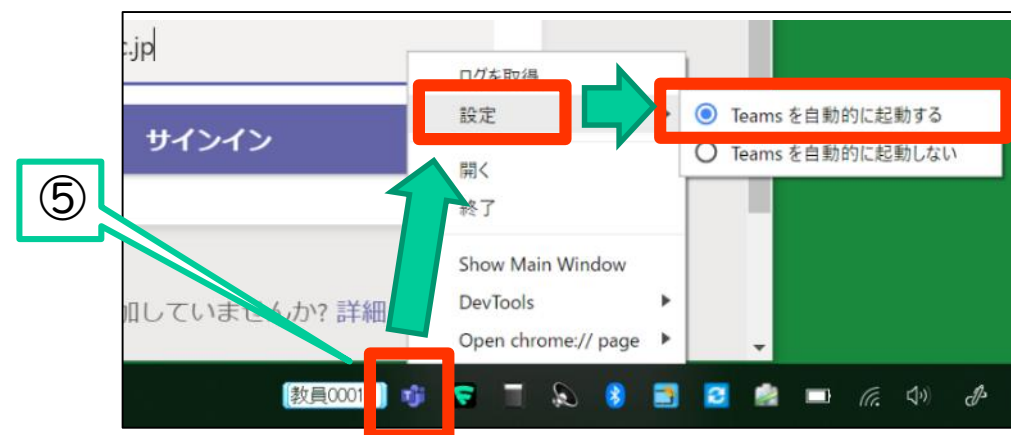 c.jp
ログを取得
設定
Teams を自動的に起動する
サインイン
Teams を自動的に起動しない
開く
⑤
終了
Show Main Window
DevTools
加していませんか? 詳細
Open chrome:// page
教員0001